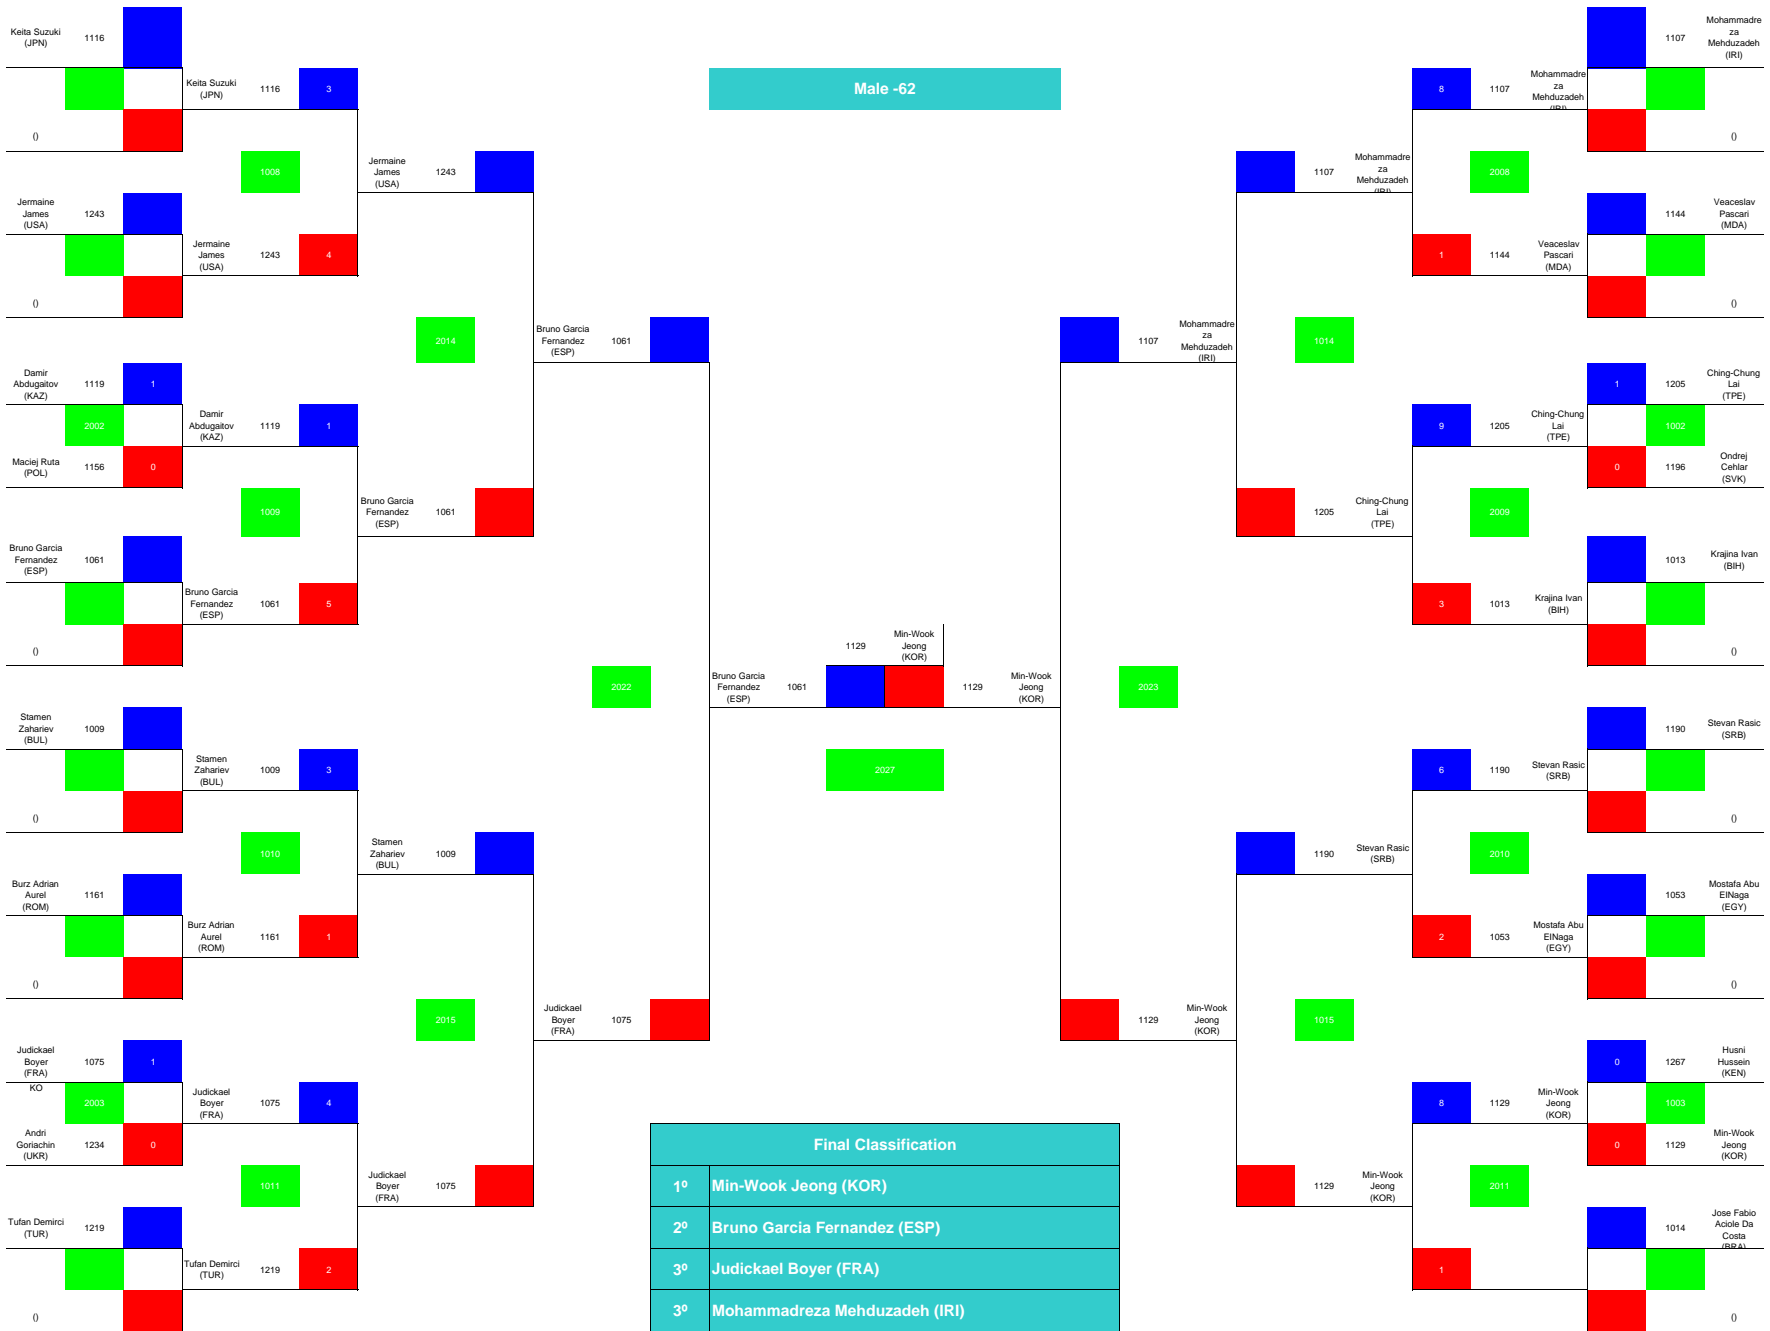 Male -62
Keita Suzuki
(JPN)
1116
()
Jermaine
James
(USA)
1243
()
Damir
Abdugaitov
(KAZ)
1119
1
2002
Maciej Ruta
(POL)
1156
0
Bruno Garcia
Fernandez
(ESP)
1061
()
Stamen
Zahariev
(BUL)
1009
()
Burz Adrian
Aurel
(ROM)
1161
()
Judickael
Boyer
(FRA)
1075
1
KO
2003
Andri
Goriachin
(UKR)
1234
0
Tufan Demirci
(TUR)
1219
()
Keita Suzuki
(JPN)
1116
3
1008
Jermaine
James
(USA)
1243
4
Damir
Abdugaitov
(KAZ)
1119
1
1009
Bruno Garcia
Fernandez
(ESP)
1061
5
Stamen
Zahariev
(BUL)
1009
3
1010
Burz Adrian
Aurel
(ROM)
1161
1
Judickael
Boyer
(FRA)
1075
4
1011
Tufan Demirci
(TUR)
1219
2
Jermaine
James
(USA)
1243
2014
Bruno Garcia
Fernandez
(ESP)
1061
Stamen
Zahariev
(BUL)
1009
2015
Judickael
Boyer
(FRA)
1075
Bruno Garcia
Fernandez
(ESP)
1061
2022
Judickael
Boyer
(FRA)
1075
Bruno Garcia
Fernandez
(ESP)
1061
1129
Min-Wook
Jeong
(KOR)
1129
Min-Wook
Jeong
(KOR)
2027
Mohammadre
za
Mehduzadeh
(IRI)
1107
2023
1129
Min-Wook
Jeong
(KOR)
1107
Mohammadre
za
Mehduzadeh
(IRI)
1014
1205
Ching-Chung
Lai
(TPE)
1190
Stevan Rasic
(SRB)
1015
1129
Min-Wook
Jeong
(KOR)
8
1107
Mohammadre
za
Mehduzadeh
(IRI)
2008
1
1144
Veaceslav
Pascari
(MDA)
9
1205
Ching-Chung
Lai
(TPE)
2009
3
1013
Krajina Ivan
(BIH)
6
1190
Stevan Rasic
(SRB)
2010
2
1053
Mostafa Abu
ElNaga
(EGY)
8
1129
Min-Wook
Jeong
(KOR)
2011
1
1107
Mohammadre
za
Mehduzadeh
(IRI)
()
1144
Veaceslav
Pascari
(MDA)
()
1
1205
Ching-Chung
Lai
(TPE)
1002
0
1196
Ondrej
Cehlar
(SVK)
1013
Krajina Ivan
(BIH)
()
1190
Stevan Rasic
(SRB)
()
1053
Mostafa Abu
ElNaga
(EGY)
()
0
1267
Husni
Hussein
(KEN)
1003
0
1129
Min-Wook
Jeong
(KOR)
1014
Jose Fabio
Aciole Da
Costa
(BRA)
()
Final Classification
1º Min-Wook Jeong (KOR)
2º Bruno Garcia Fernandez (ESP)
3º Judickael Boyer (FRA)
3º Mohammadreza Mehduzadeh (IRI)